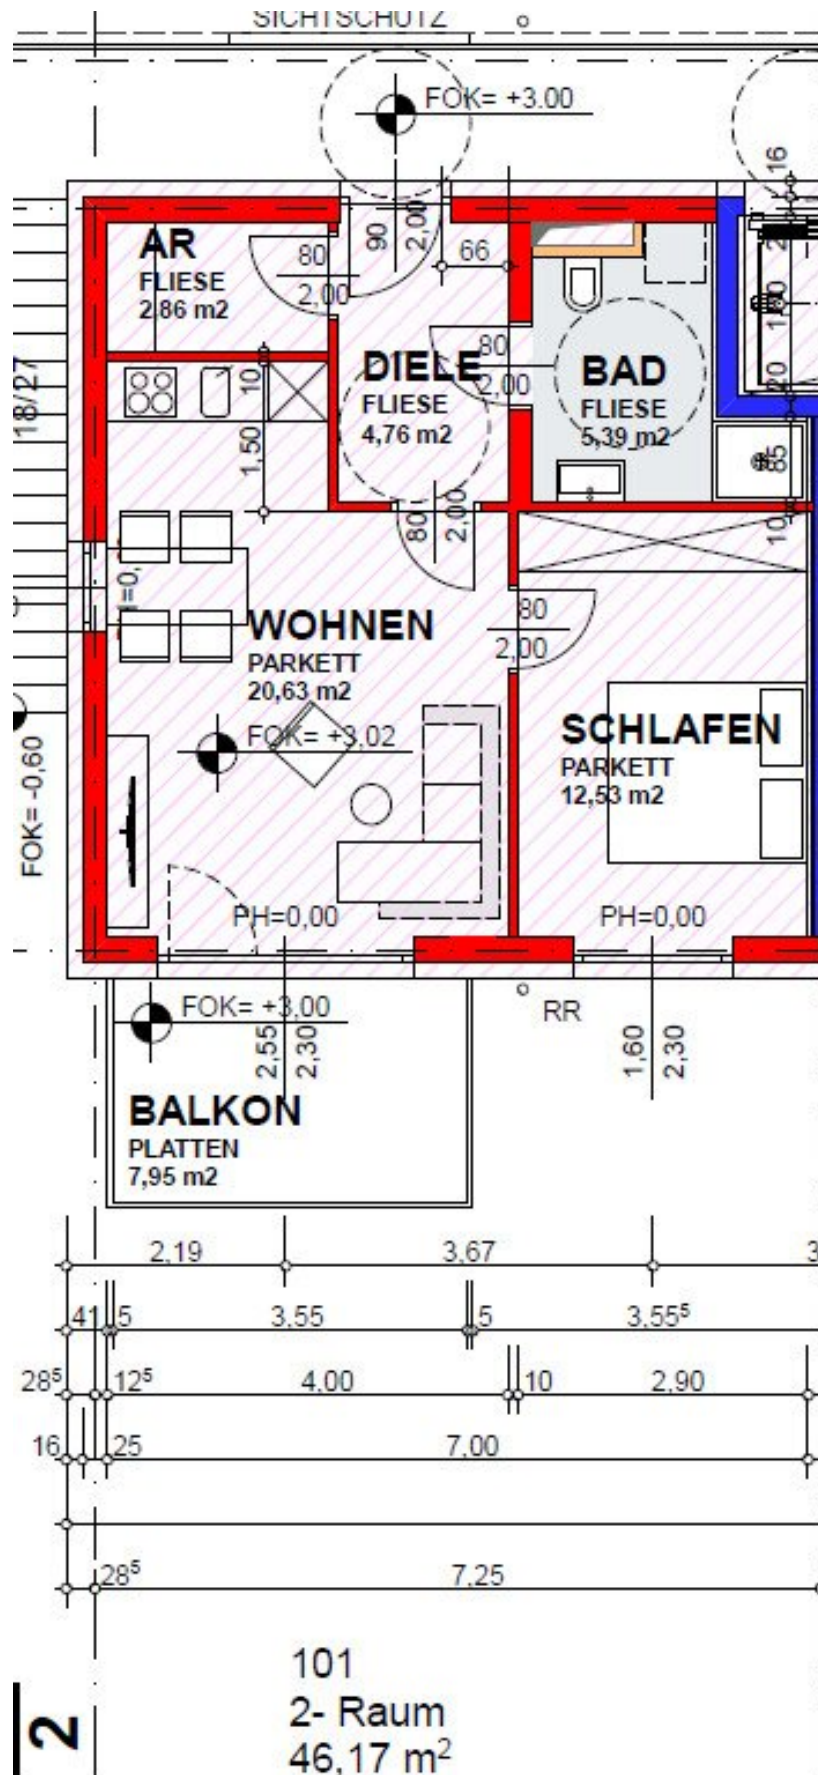 SICHTSCHUTZ
FOK= +3.00
16
AR
FLIESE
2,86 m2
80
2,00
90
2,00
66
80
2,00
DIELE
FLIESE
4,76 m2
BAD
FLIESE
5,39 m2
20
85
10
18/27
10
1,50
80
2,00
WOHNEN
PARKETT
20,63 m2
80
2,00
FOK= +3,02
SCHLAFEN
PARKETT
12,53 m2
FOK= -0,60
PH=0,00
PH=0,00
FOK= +3,00
RR
2,55
2,30
1,60
2,30
BALKON
PLATTEN
7,95 m2
2,19 3,67 3
41 5 3,55 5 3,55⁵
28⁵ 12⁵ 4,00 10 2,90
16 25 7,00
28⁵ 7,25
101
2- Raum
46,17 m²
2